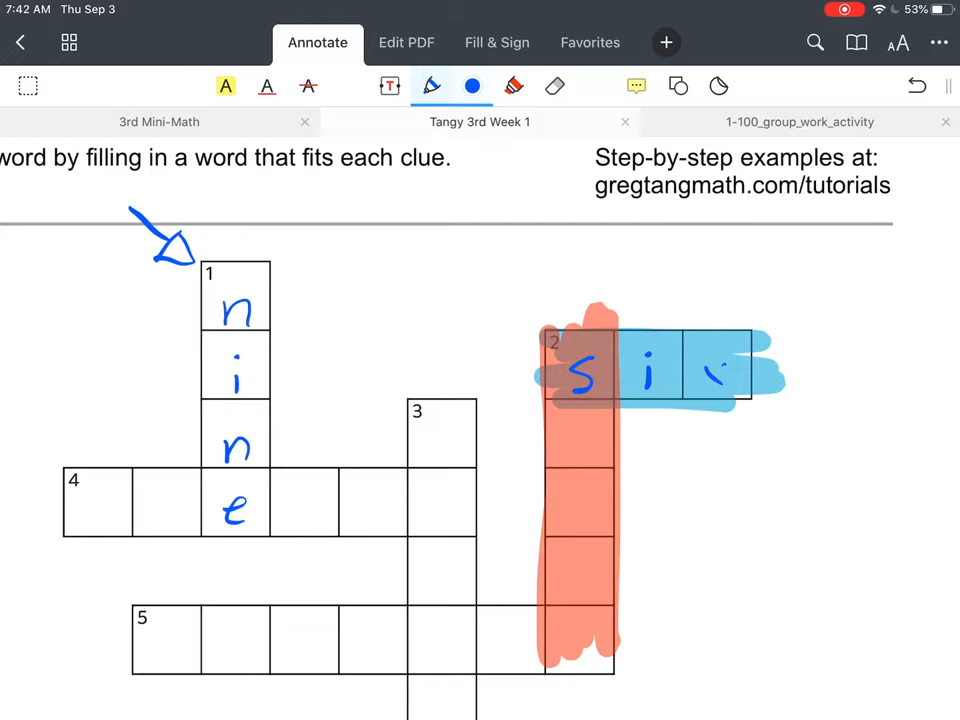 7:42 AM Thu Sep 3
53%
Annotate
Edit PDF
Fill & Sign
Favorites
3rd Mini-Math
Tangy 3rd Week 1
1-100_group_work_activity
word by filling in a word that fits each clue.
Step-by-step examples at:
gregtangmath.com/tutorials
1
n
i
n
e
2
s i
3
4
5